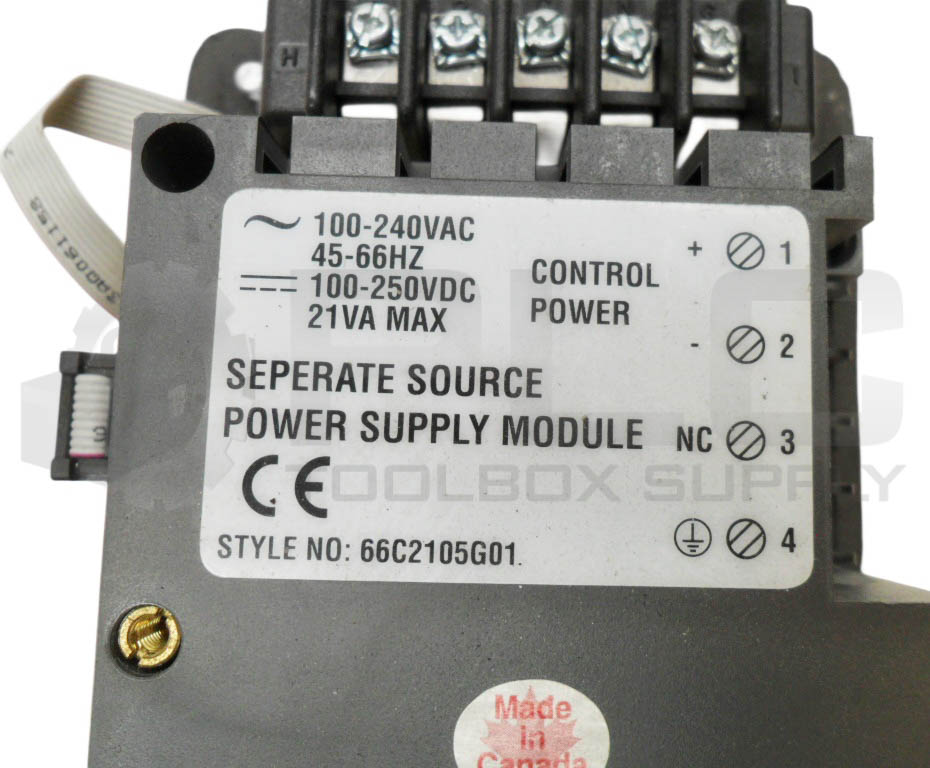 H
I
100-240VAC
45-66HZ
100-250VDC
21VA MAX
CONTROL
POWER
+ 1
- 2
NC 3
4
SEPERATE SOURCE
POWER SUPPLY MODULE
CE
STYLE NO: 66C2105G01.
Made
in
Canada
PLC
TOOLBOX SUPPLY